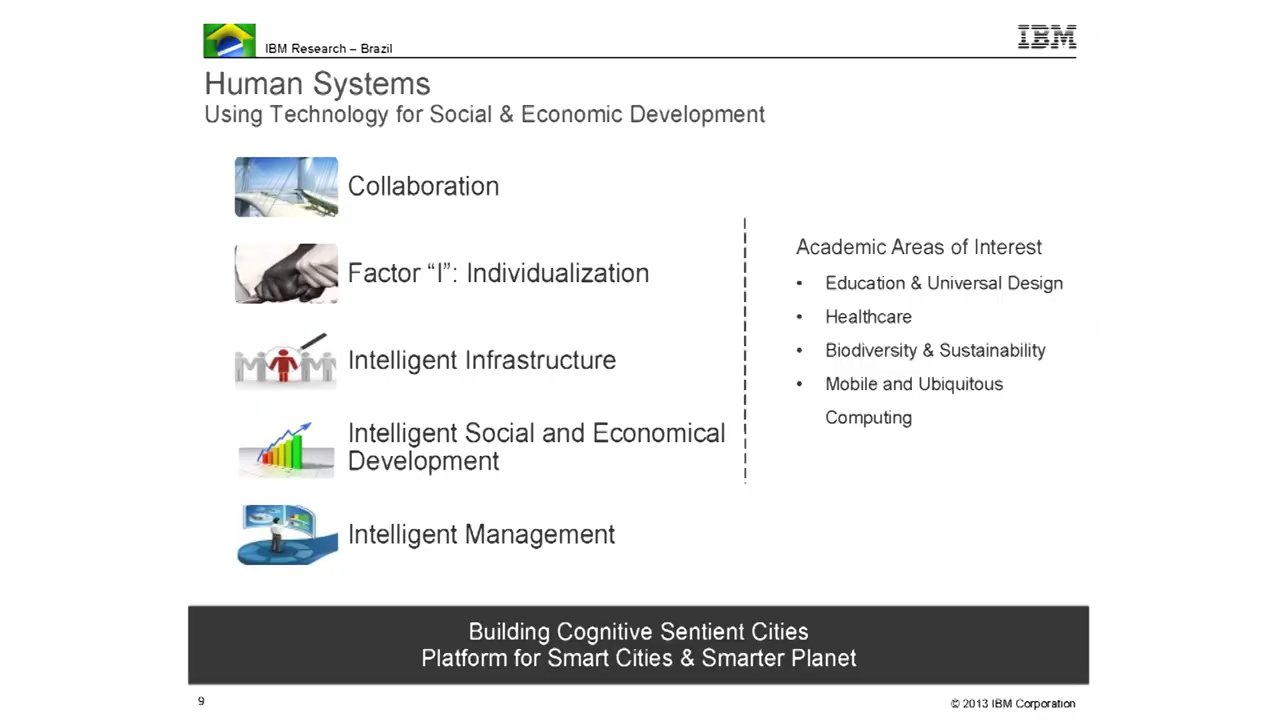 IBM Research – Brazil
IBM
Human Systems
Using Technology for Social & Economic Development
Collaboration
Factor “I”: Individualization
Intelligent Infrastructure
Intelligent Social and Economical
Development
Intelligent Management
Academic Areas of Interest
• Education & Universal Design
• Healthcare
• Biodiversity & Sustainability
• Mobile and Ubiquitous
Computing
Building Cognitive Sentient Cities
Platform for Smart Cities & Smarter Planet
9
© 2013 IBM Corporation